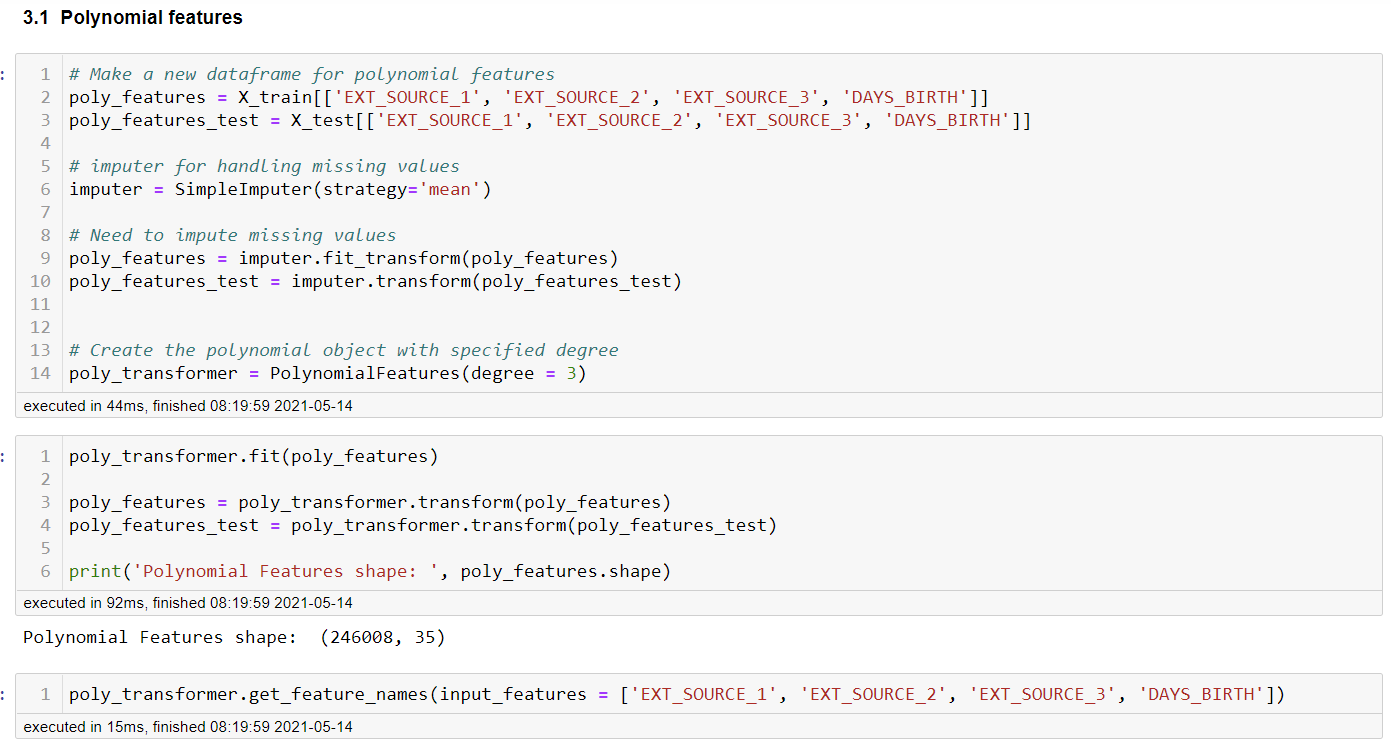 3.1 Polynomial features
:
1 # Make a new dataframe for polynomial features
2 poly_features = X_train[['EXT_SOURCE_1', 'EXT_SOURCE_2', 'EXT_SOURCE_3', 'DAYS_BIRTH']]
3 poly_features_test = X_test[['EXT_SOURCE_1', 'EXT_SOURCE_2', 'EXT_SOURCE_3', 'DAYS_BIRTH']]
4
5 # imputer for handling missing values
6 imputer = SimpleImputer(strategy='mean')
7
8 # Need to impute missing values
9 poly_features = imputer.fit_transform(poly_features)
10 poly_features_test = imputer.transform(poly_features_test)
11
12
13 # Create the polynomial object with specified degree
14 poly_transformer = PolynomialFeatures(degree = 3)
executed in 44ms, finished 08:19:59 2021-05-14
:
1 poly_transformer.fit(poly_features)
2
3 poly_features = poly_transformer.transform(poly_features)
4 poly_features_test = poly_transformer.transform(poly_features_test)
5
6 print('Polynomial Features shape: ', poly_features.shape)
executed in 92ms, finished 08:19:59 2021-05-14
Polynomial Features shape:  (246008, 35)
:
1 poly_transformer.get_feature_names(input_features = ['EXT_SOURCE_1', 'EXT_SOURCE_2', 'EXT_SOURCE_3', 'DAYS_BIRTH'])
executed in 15ms, finished 08:19:59 2021-05-14